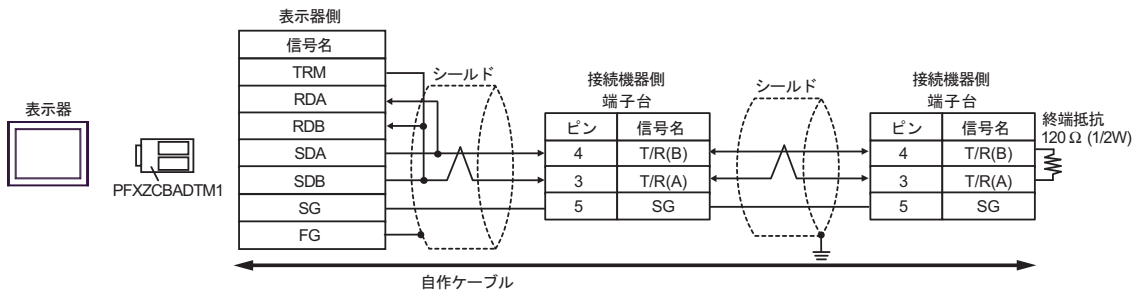 表示器
PFXZCBADTM1
表示器側
信号名
TRM
RDA
RDB
SDA
SDB
SG
FG
シールド
接続機器側
端子台
ピン 信号名
4 T/R(B)
3 T/R(A)
5 SG
シールド
接続機器側
端子台
ピン 信号名
4 T/R(B)
3 T/R(A)
5 SG
終端抵抗
120 Ω (1/2W)
自作ケーブル